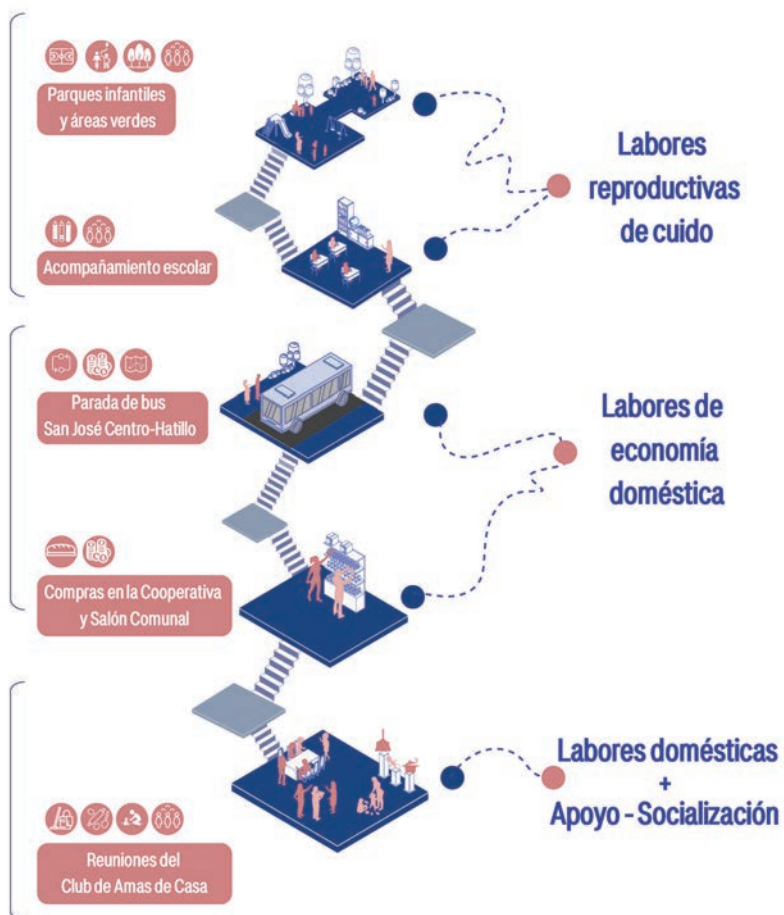 Parques infantiles
y áreas verdes
Labores
reproductivas
de cuido
Acompañamiento escolar
Parada de bus
San José Centro-Hatillo
Labores de
economía
doméstica
Compras en la Cooperativa
y Salón Comunal
Labores domésticas
+
Apoyo - Socialización
Reuniones del
Club de Amas de Casa